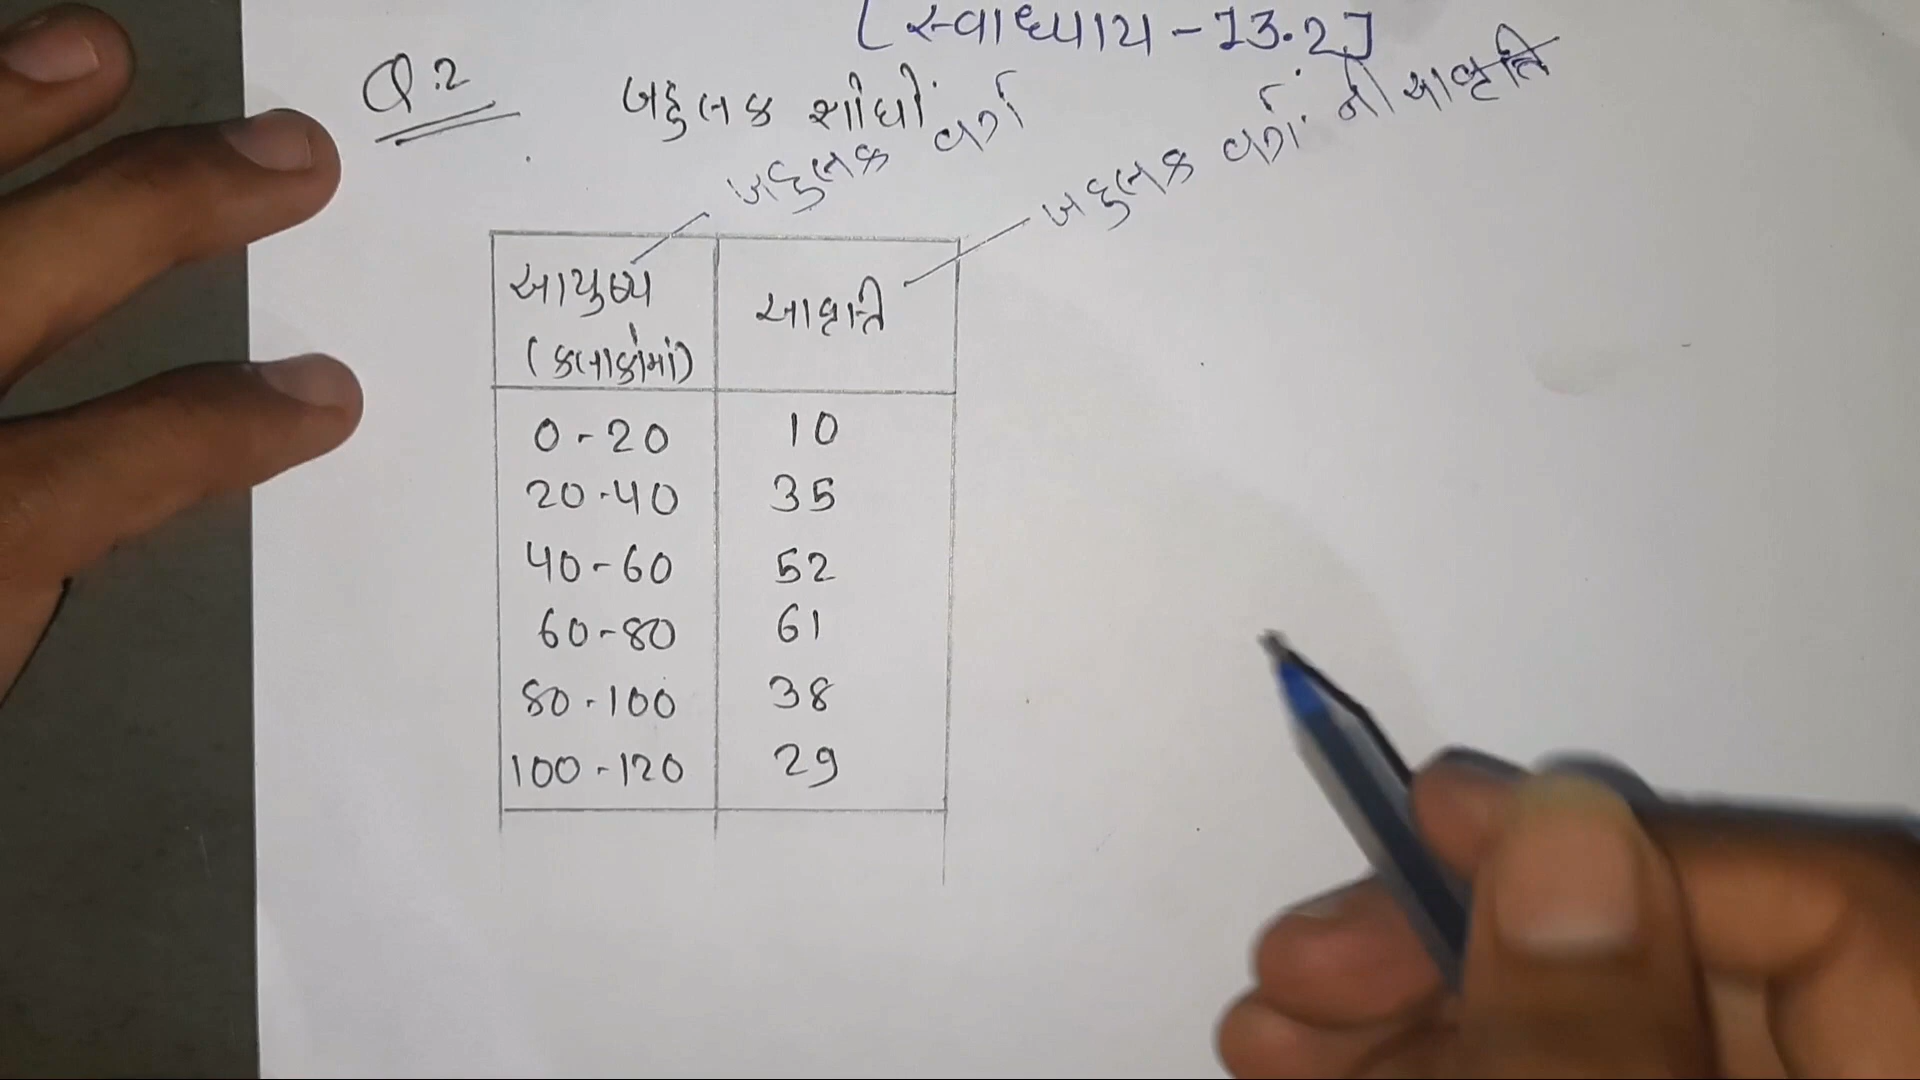 [સ્વાધ્યાય - 13.2]
Q.2
બહુલક શોધો.
બહુલક વર્ગ
બહુલક વર્ગ ની આવૃત્તિ
આયુષ્ય (કલાકોમાં) આવૃત્તિ
0-20 10
20-40 35
40-60 52
60-80 61
80-100 38
100-120 29